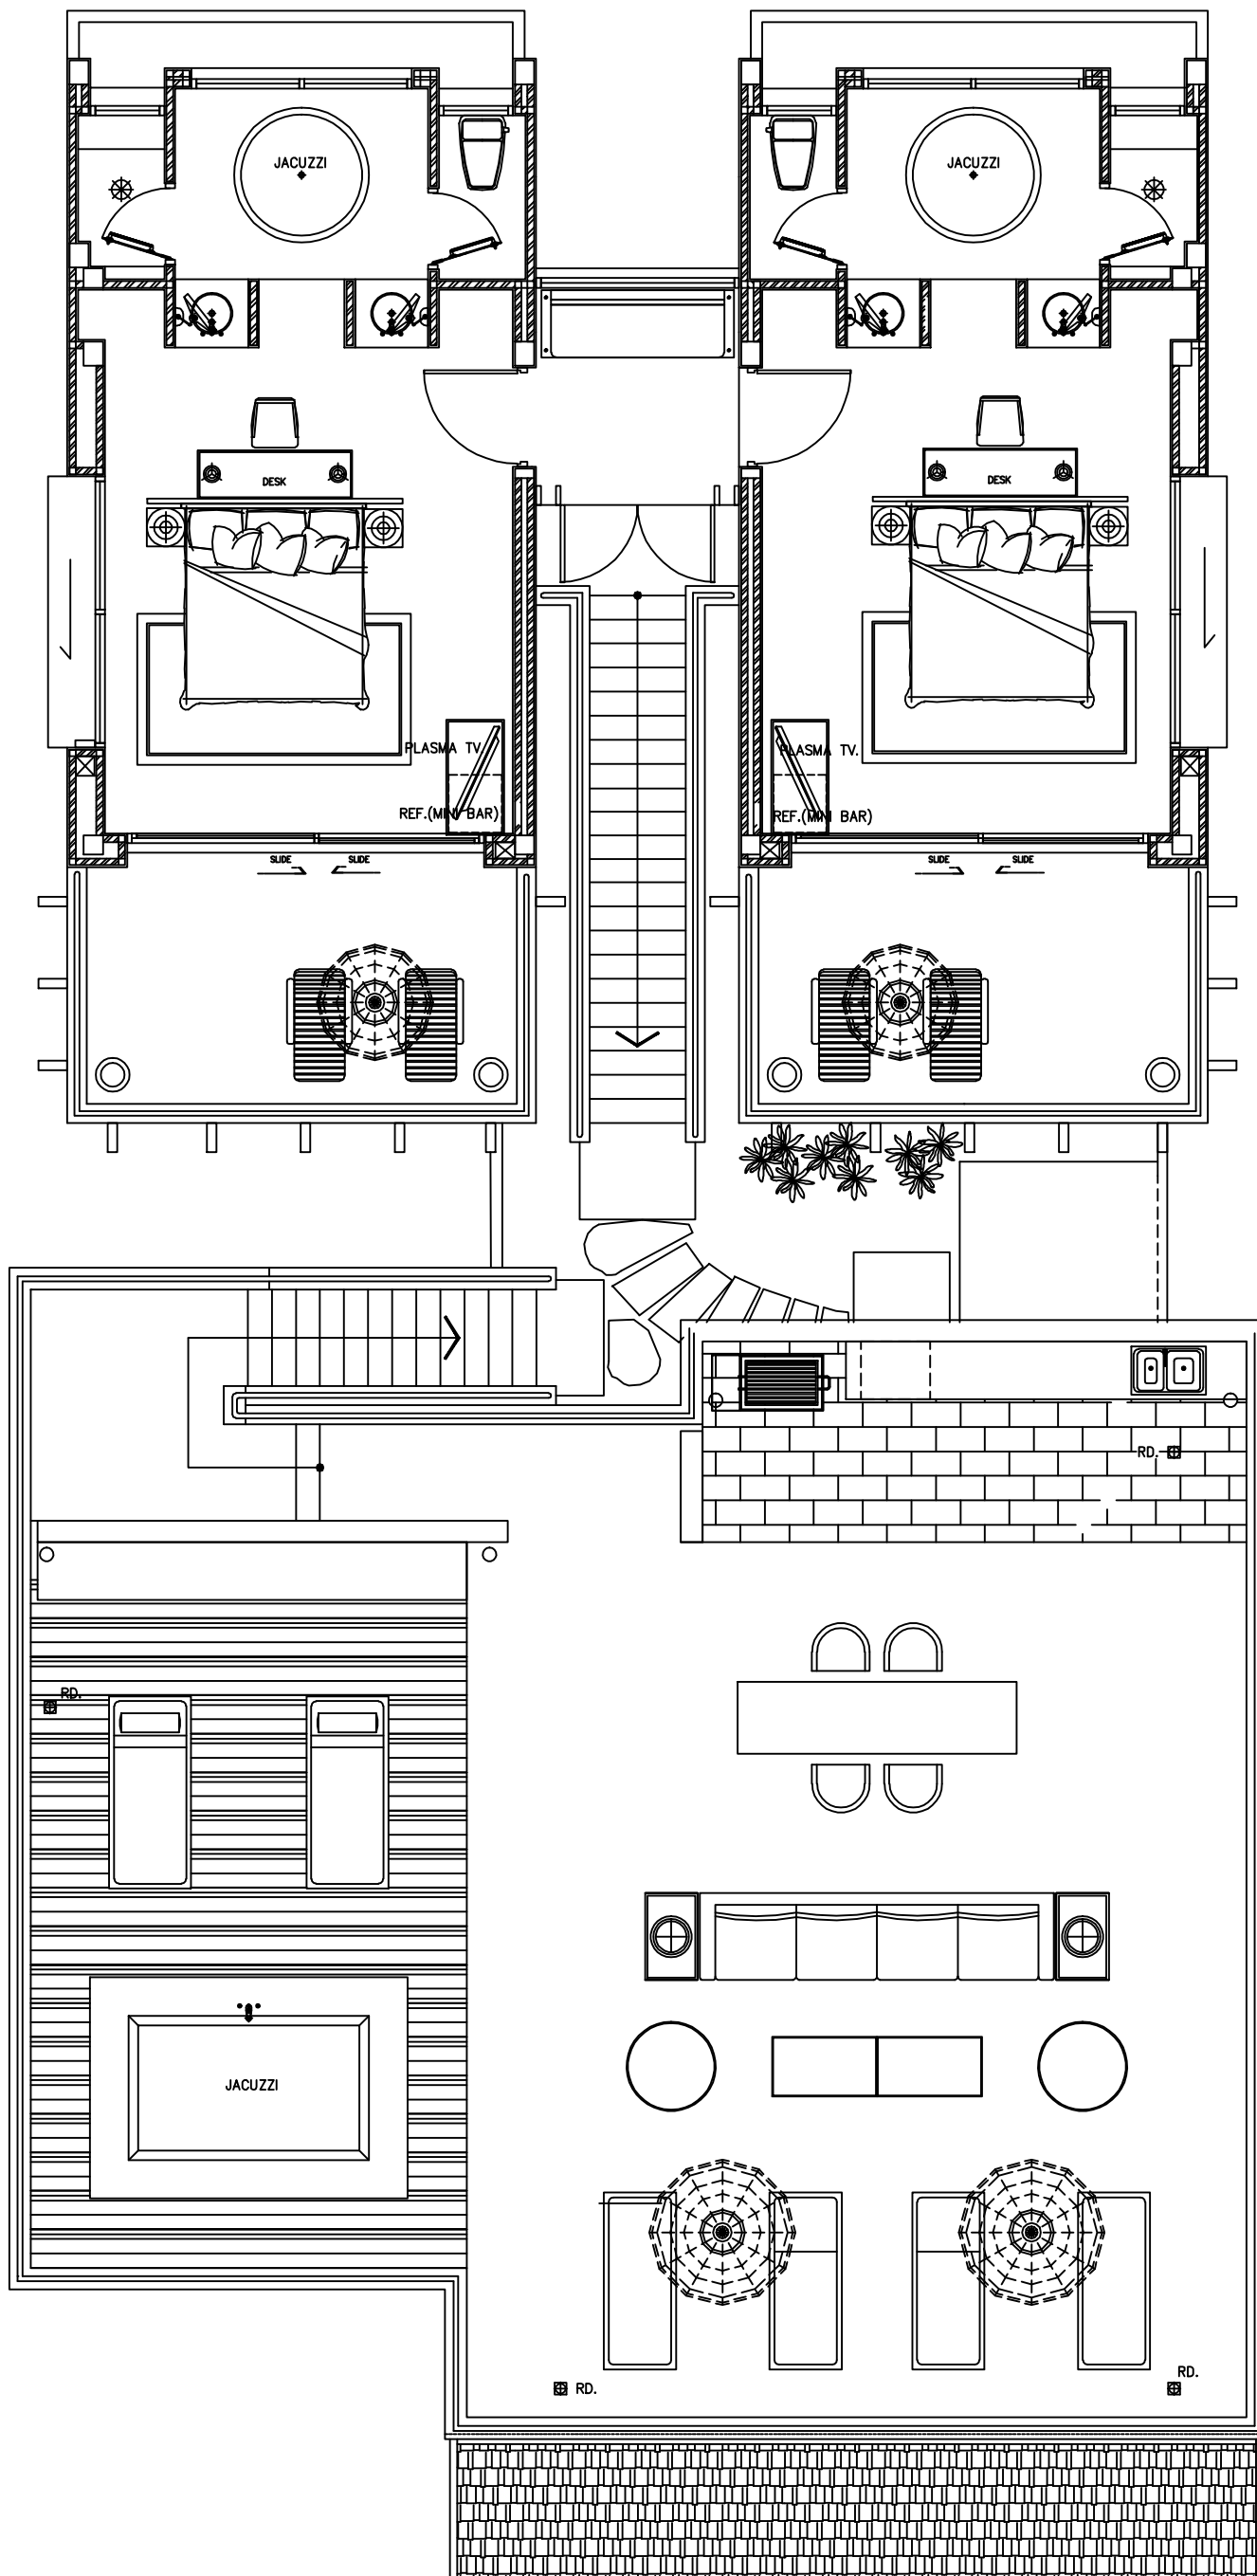 JACUZZI
JACUZZI
DESK
DESK
PLASMA TV.
PLASMA TV.
REF.(MINI BAR)
REF.(MINI BAR)
SLIDE
SLIDE
SLIDE
SLIDE
RD.
RD.
JACUZZI
RD.
RD.